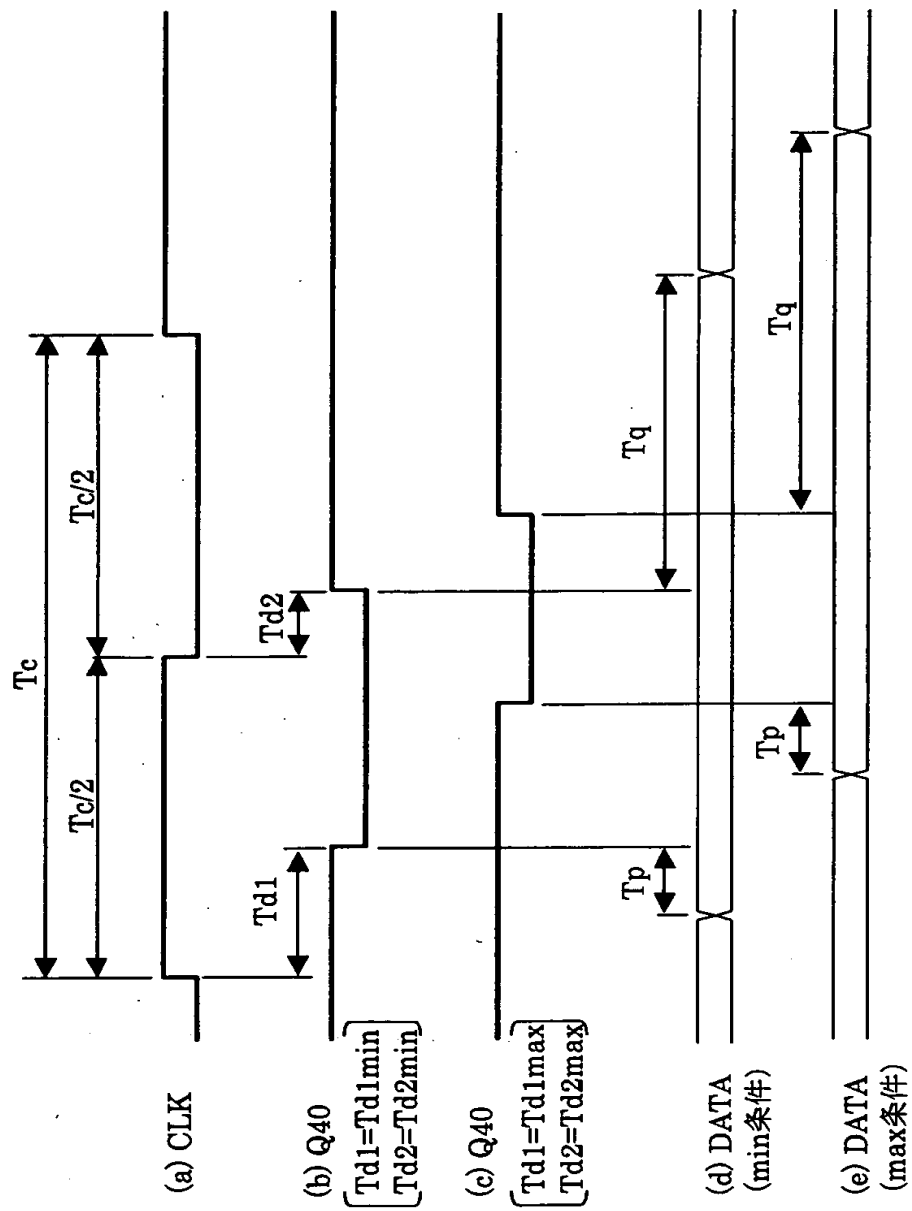 Tc
Tc/2
Tc/2
(a) CLK
Td1
Td2
(b) Q40
Td1=Td1min
Td2=Td2min
(c) Q40
Td1=Td1max
Td2=Td2max
Tp
Tq
(d) DATA
(min条件)
Tp
Tq
(e) DATA
(max条件)